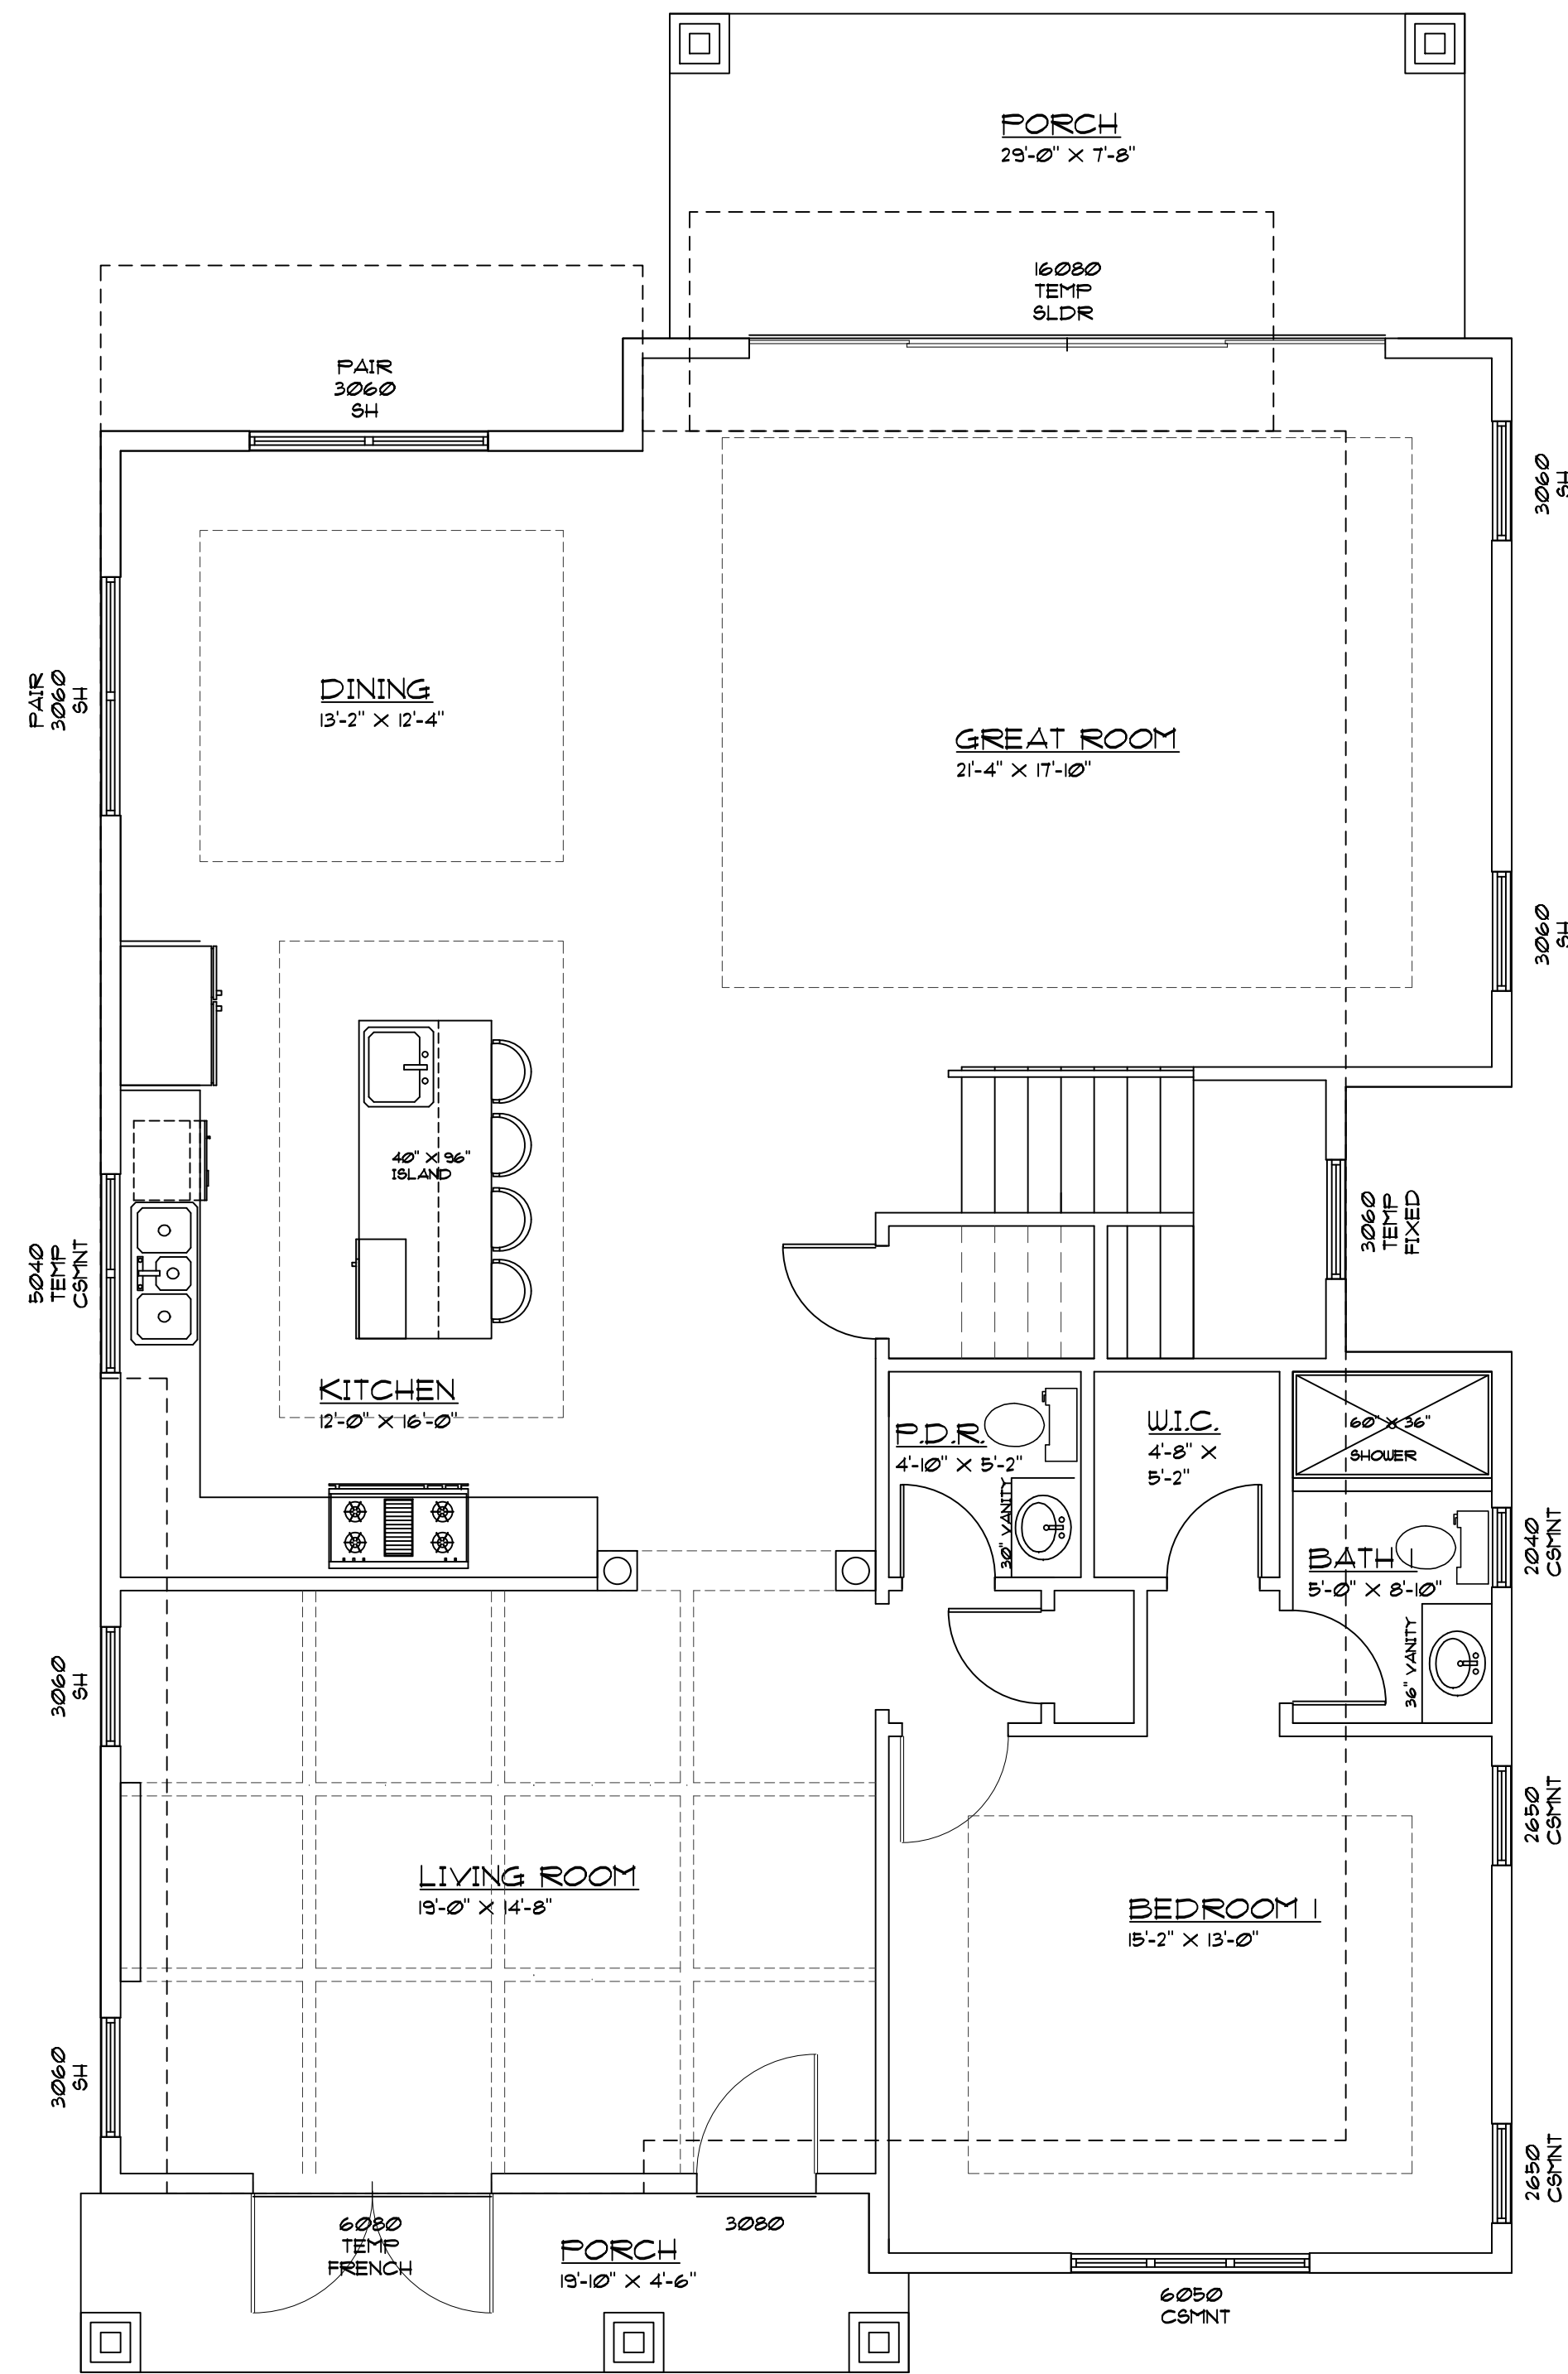 PORCH
29'-0" X 7'-8"
16080
TEMP
SLDR
PAIR
3060
SH
3060
SH
PAIR
3060
SH
DINING
13'-2" X 12'-4"
GREAT ROOM
21'-4" X 17'-10"
3060
SH
40" X 96"
ISLAND
3060
TEMP
FIXED
5040
TEMP
CSMNT
KITCHEN
12'-0" X 16'-0"
P.D.R.
4'-10" X 5'-2"
30" VANITY
W.I.C.
4'-8" X
5'-2"
60" X 36"
SHOWER
2040
CSMNT
BATH 1
5'-0" X 8'-10"
36" VANITY
3060
SH
2650
CSMNT
LIVING ROOM
19'-0" X 14'-8"
BEDROOM 1
15'-2" X 13'-0"
3060
SH
2650
CSMNT
6080
TEMP
FRENCH
3080
PORCH
19'-10" X 4'-6"
6050
CSMNT